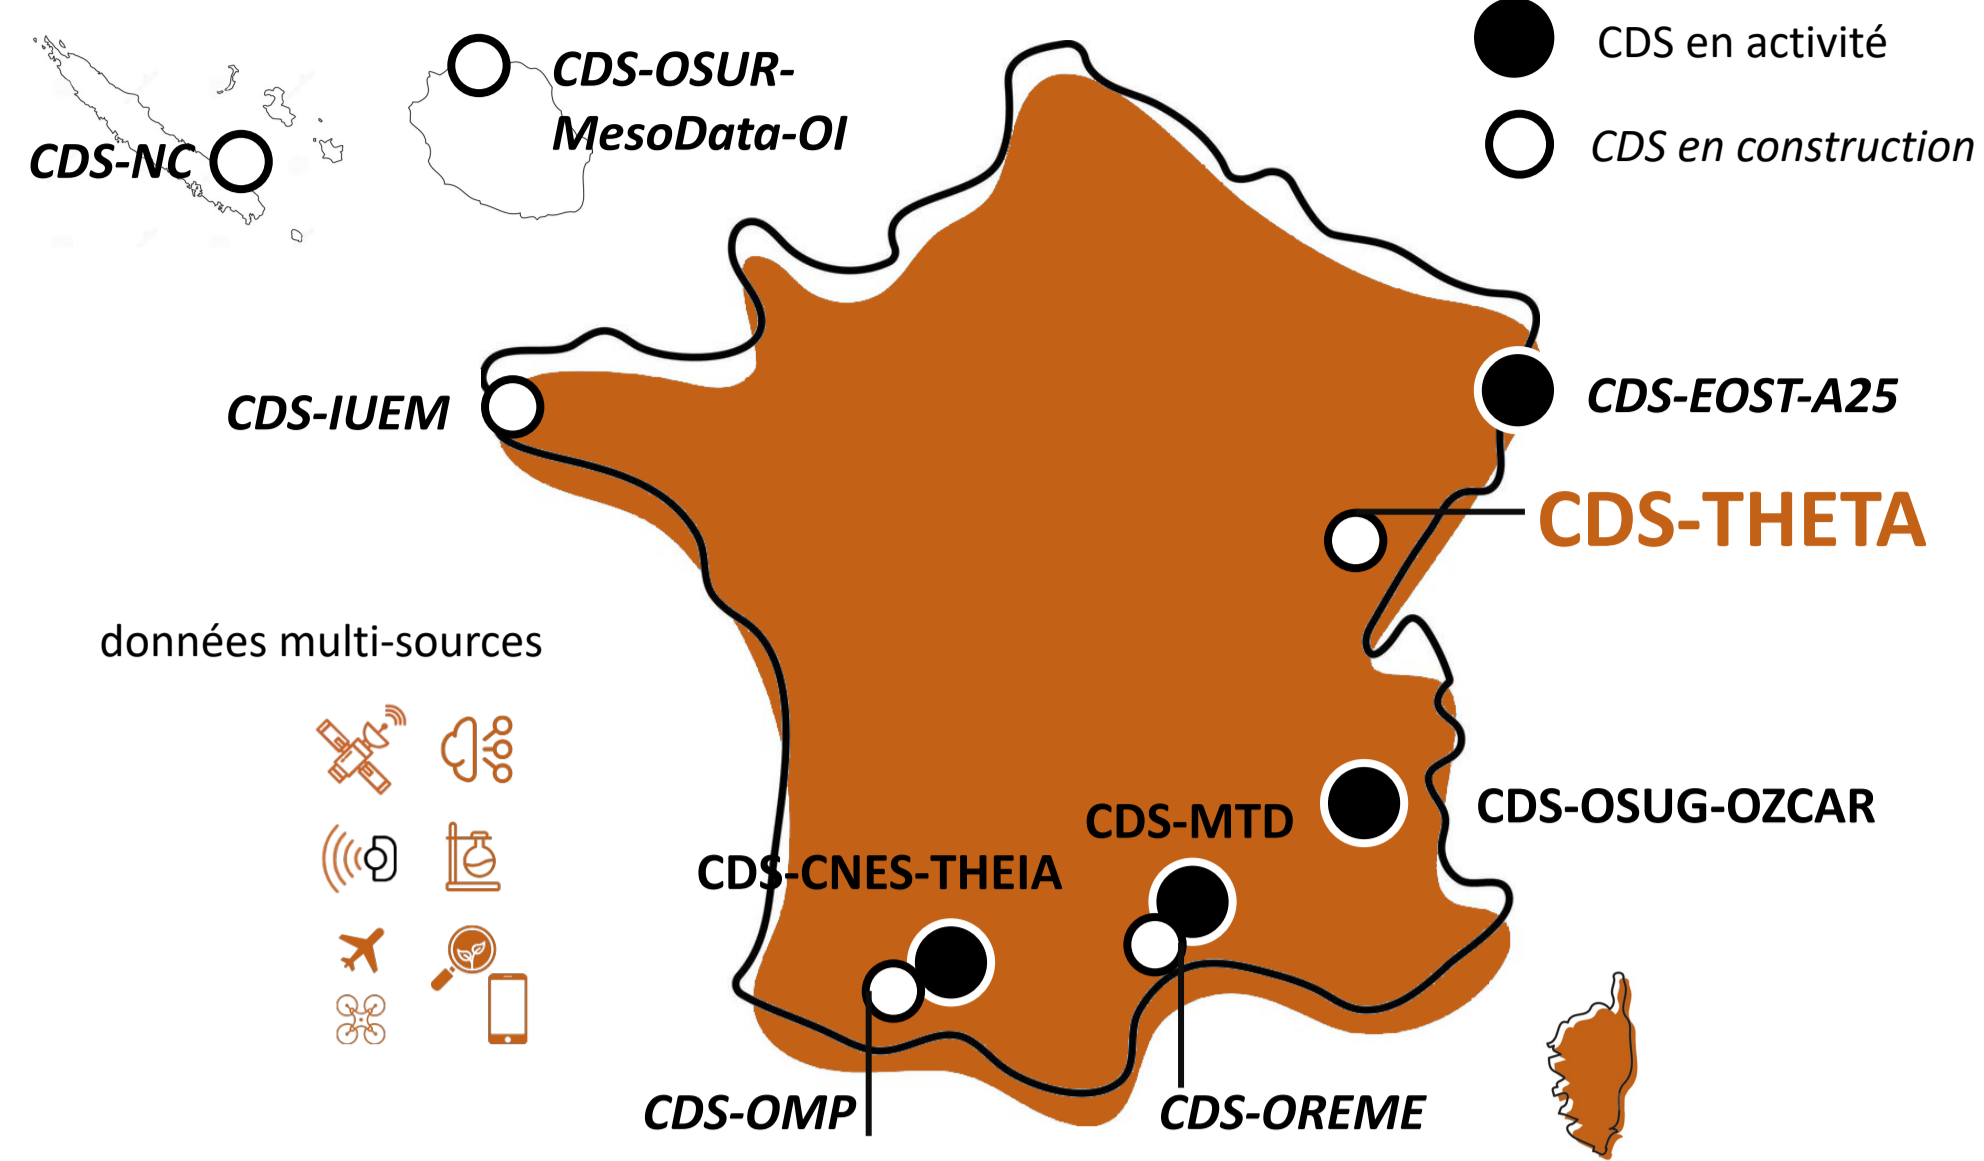 CDS-OSUR-
MesoData-OI
CDS-NC
CDS en activité
CDS en construction
CDS-IUEM
CDS-EOST-A25
CDS-THETA
données multi-sources
CDS-MTD
CDS-OSUG-OZCAR
CDS-CNES-THEIA
CDS-OMP
CDS-OREME